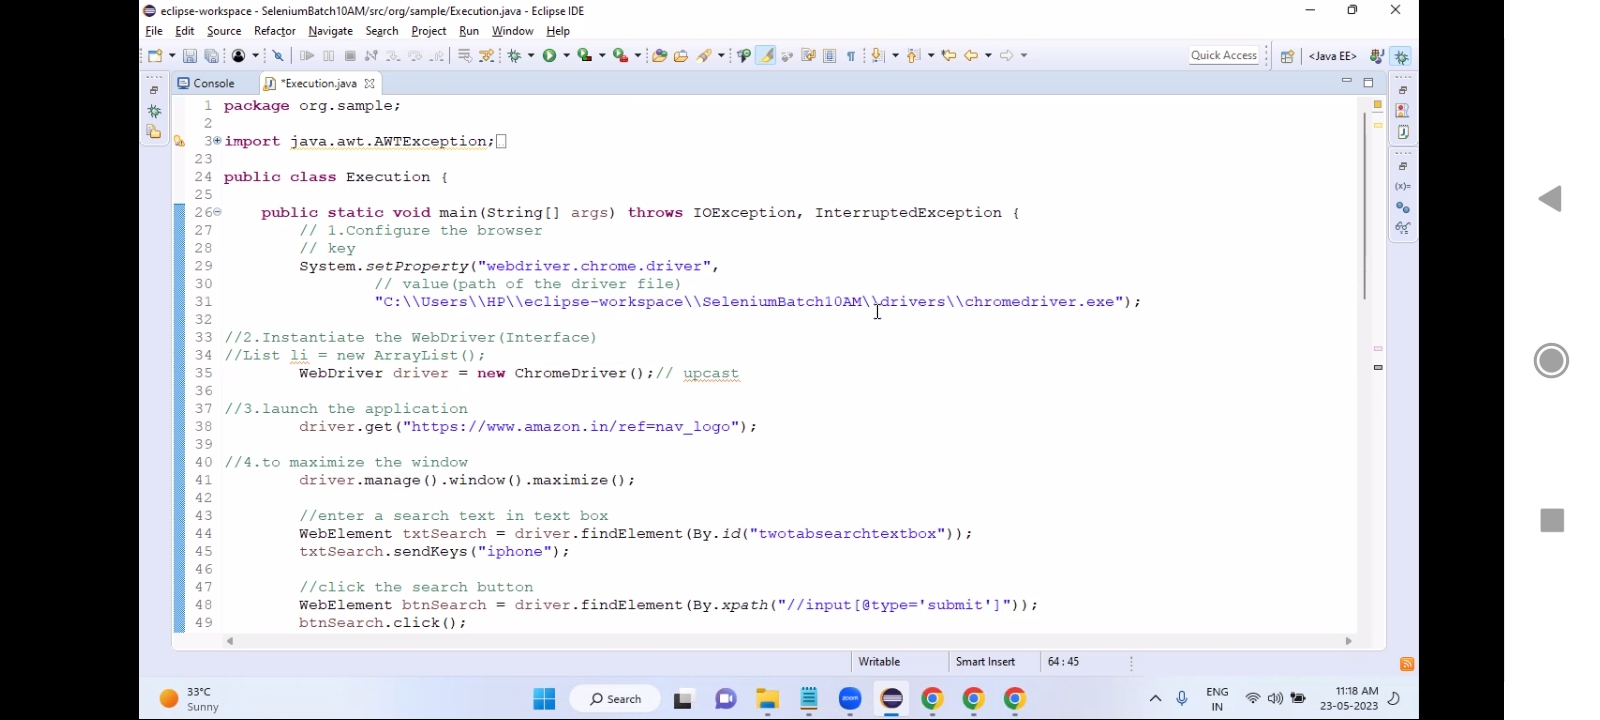 eclipse-workspace - SeleniumBatch10AM/src/org/sample/Execution.java - Eclipse IDE
File Edit Source Refactor Navigate Search Project Run Window Help
Quick Access <Java EE>
Console *Execution.java
1 package org.sample;
2
3 import java.awt.AWTException;
23
24 public class Execution {
25
26 public static void main(String[] args) throws IOException, InterruptedException {
27 // 1.Configure the browser
28 // key
29 System.setProperty("webdriver.chrome.driver",
30 // value(path of the driver file)
31 "C:\\Users\\HP\\eclipse-workspace\\SeleniumBatch10AM\\drivers\\chromedriver.exe");
32
33 //2.Instantiate the WebDriver(Interface)
34 //List li = new ArrayList();
35 WebDriver driver = new ChromeDriver();// upcast
36
37 //3.launch the application
38 driver.get("https://www.amazon.in/ref=nav_logo");
39
40 //4.to maximize the window
41 driver.manage().window().maximize();
42
43 //enter a search text in text box
44 WebElement txtSearch = driver.findElement(By.id("twotabsearchtextbox"));
45 txtSearch.sendKeys("iphone");
46
47 //click the search button
48 WebElement btnSearch = driver.findElement(By.xpath("//input[@type='submit']"));
49 btnSearch.click();
Writable Smart Insert 64 : 45
33°C
Sunny
Search
zoom
ENG
IN
11:18 AM
23-05-2023